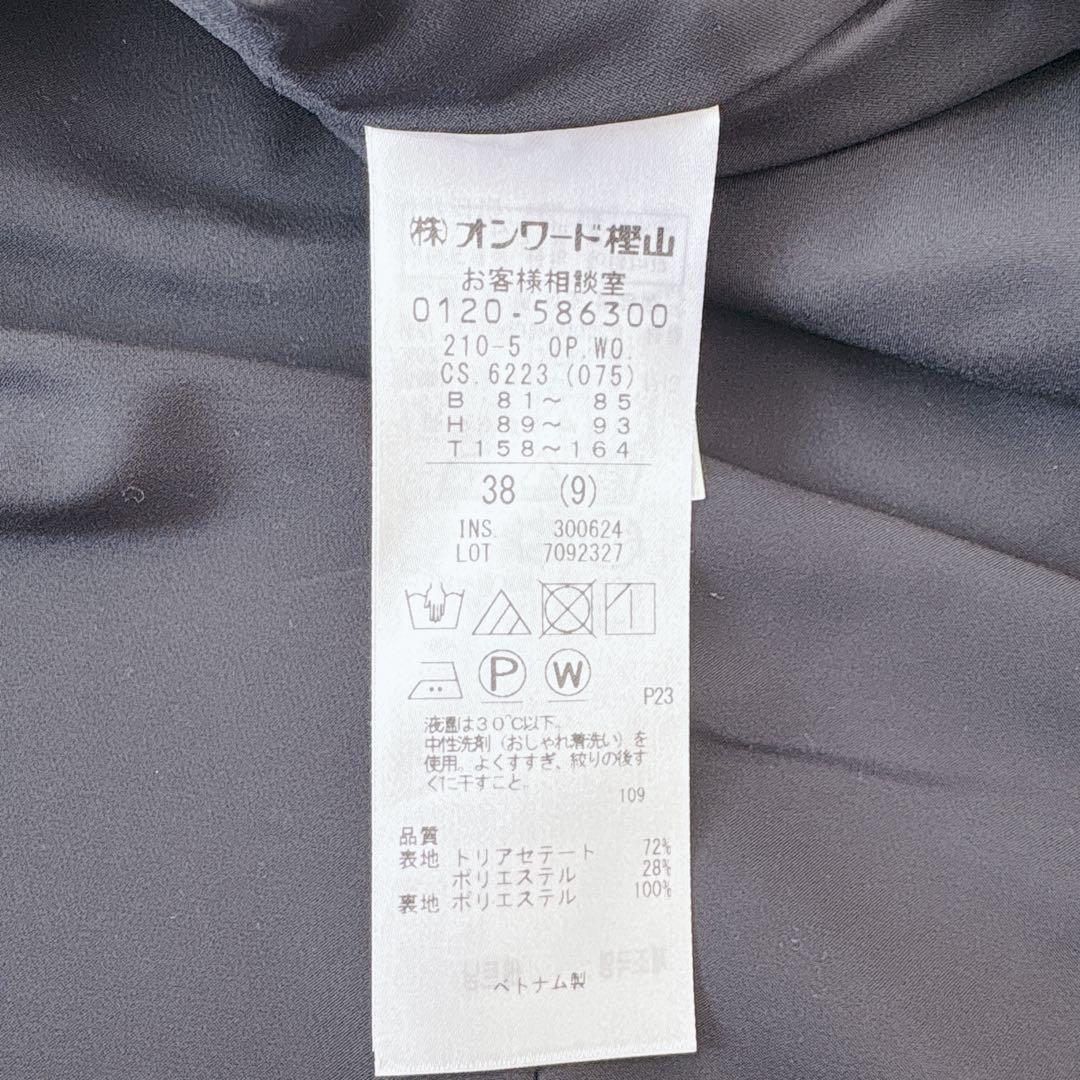 ㈱オンワード樫山
お客様相談室
0120-586300
210-5 OP.WO.
CS.6223 (075)
B 81〜 85
H 89〜 93
T158〜164
38 (9)
INS. 300624
LOT 7092327
P W
P23
液温は30℃以下。
中性洗剤（おしゃれ着洗い）を
使用。よくすすぎ、絞りの後す
ぐに干すこと。
109
品質
表地 トリアセテート 72%
ポリエステル 28%
裏地 ポリエステル 100%
ベトナム製